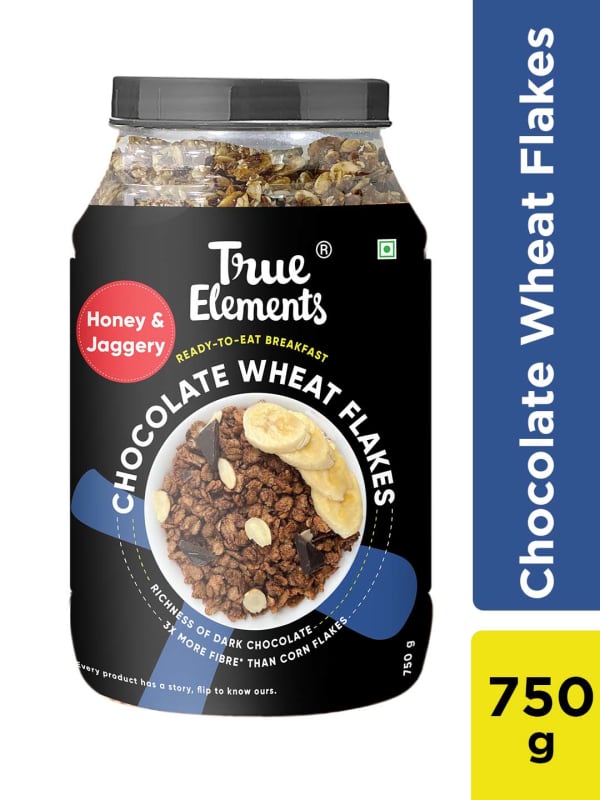 True
Elements®
Honey &
Jaggery
READY-TO-EAT BREAKFAST
CHOCOLATE WHEAT FLAKES
RICHNESS OF DARK CHOCOLATE
3X MORE FIBRE* THAN CORN FLAKES
750 g
Every product has a story, flip to know ours.
Chocolate Wheat Flakes
750
g